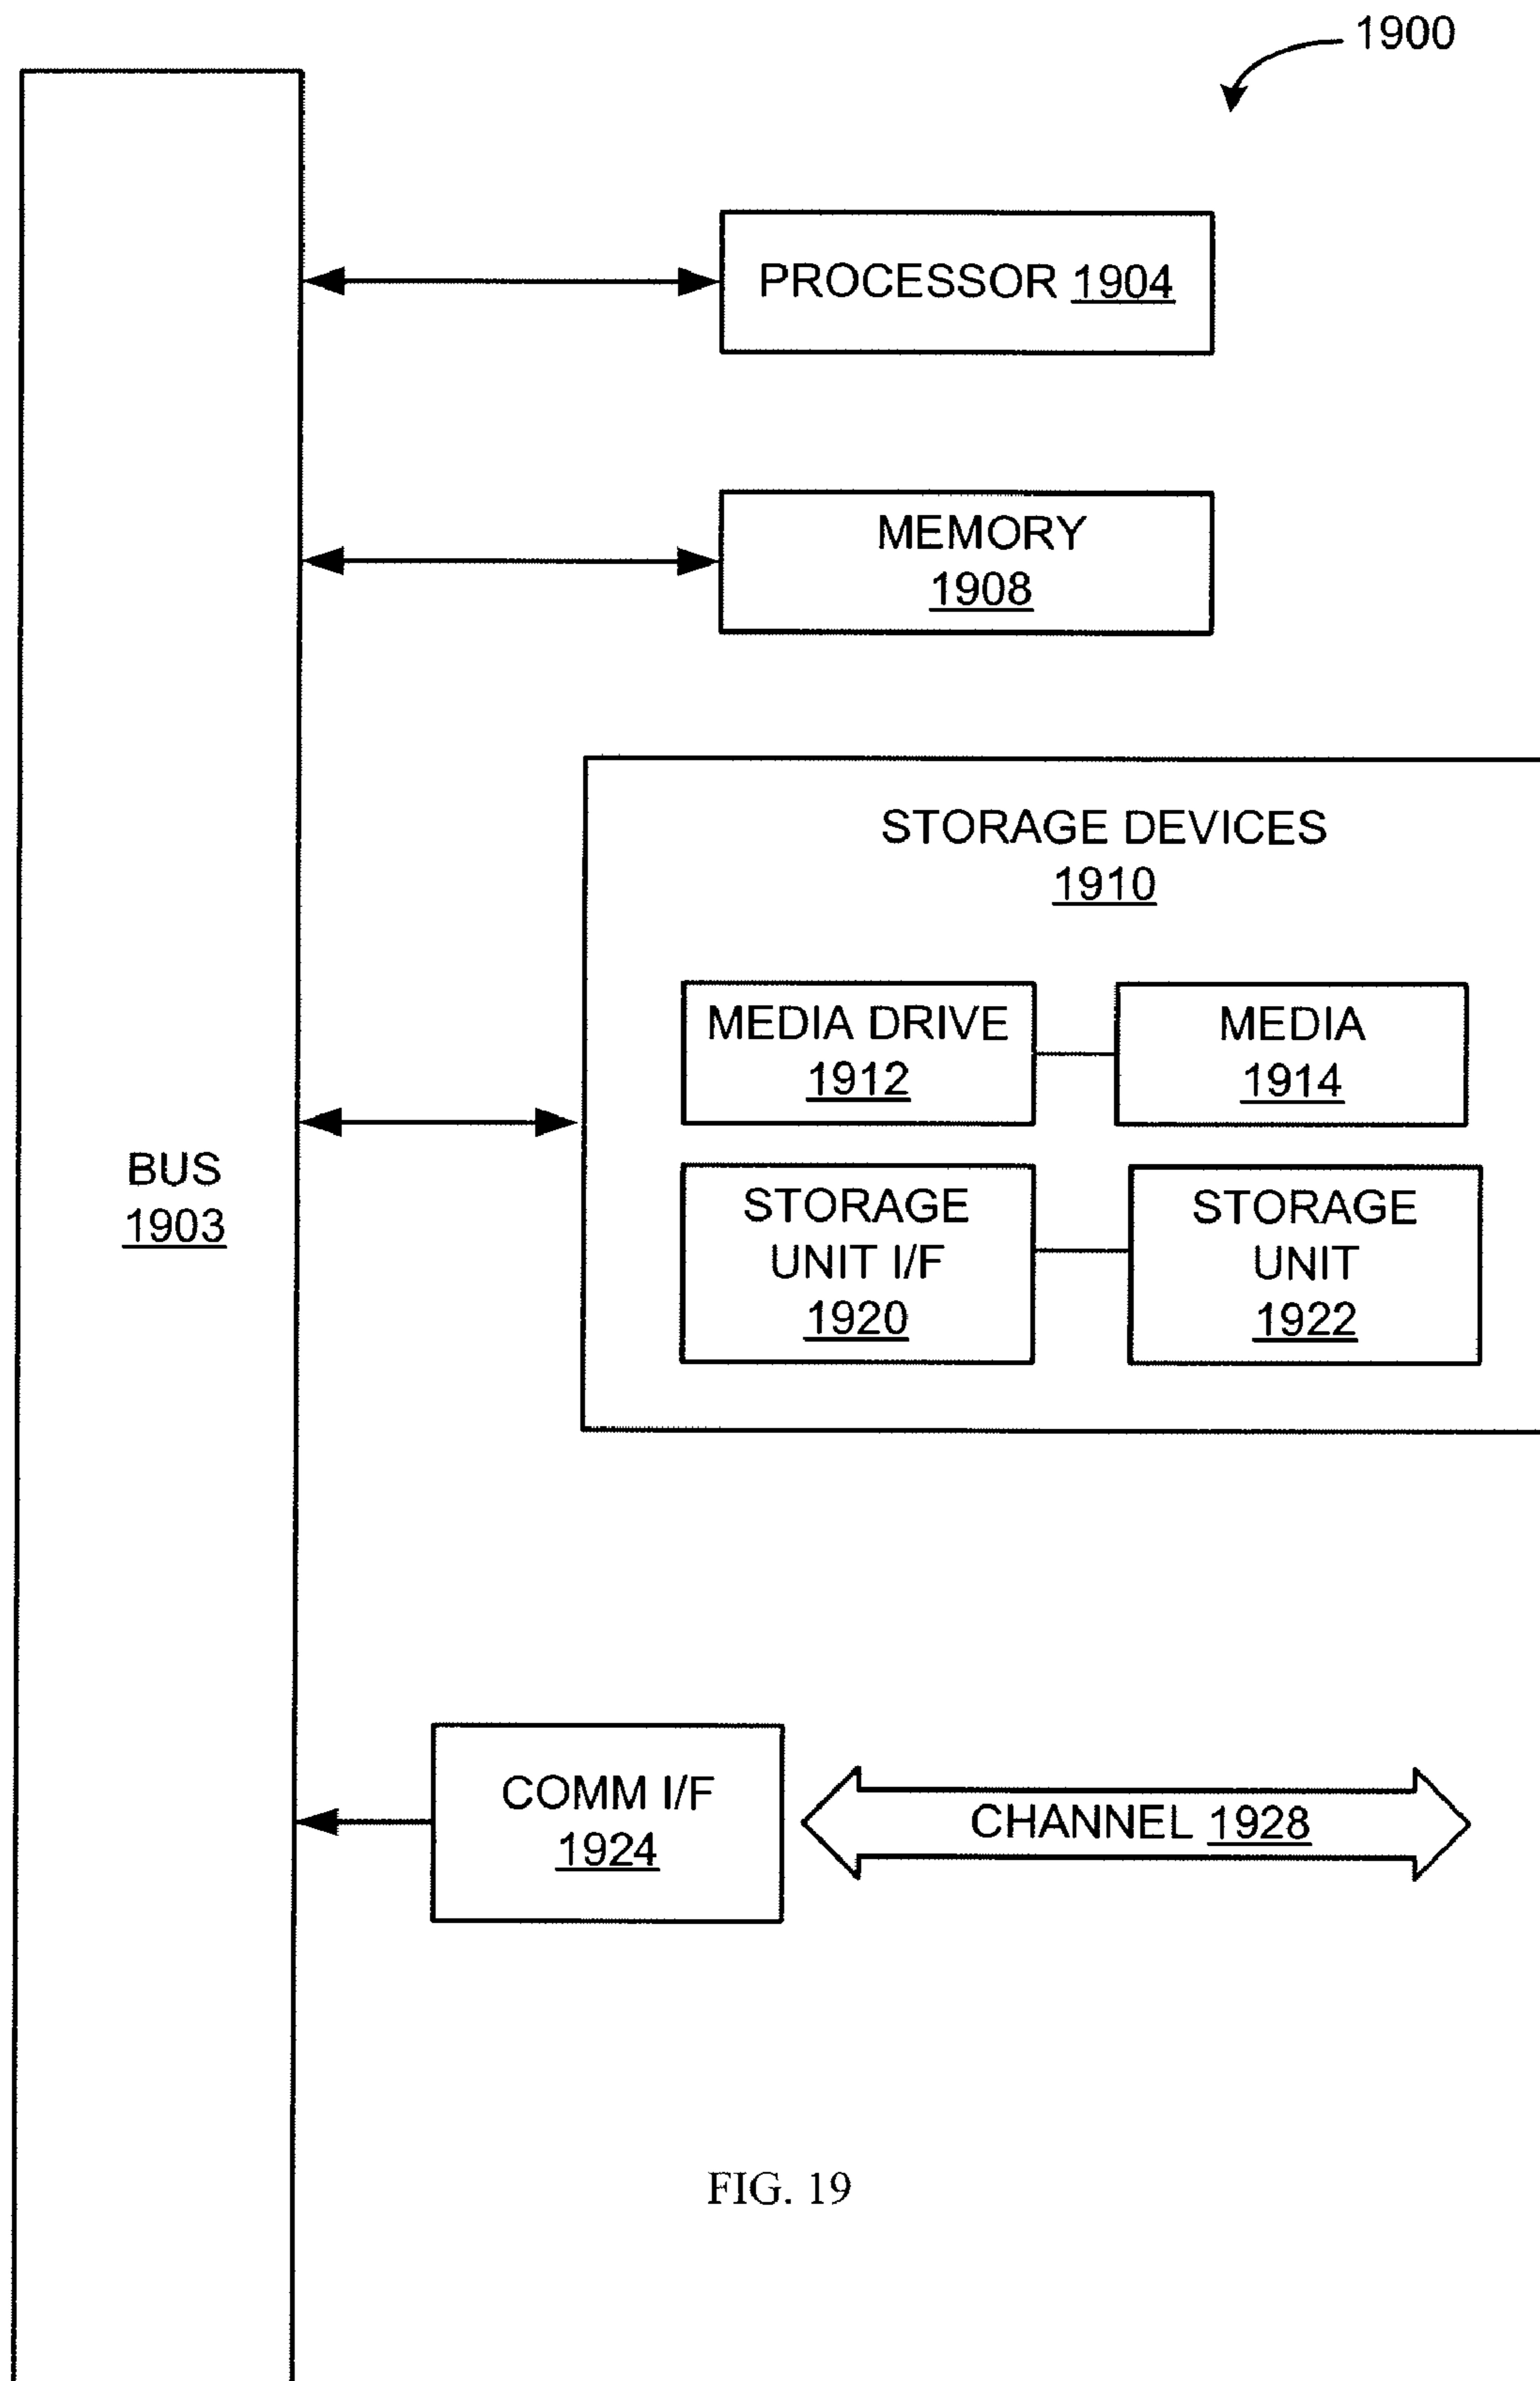 1900
PROCESSOR 1904
MEMORY
1908
STORAGE DEVICES
1910
MEDIA DRIVE
1912
MEDIA
1914
BUS
1903
STORAGE
UNIT I/F
1920
STORAGE
UNIT
1922
COMM I/F
1924
CHANNEL 1928
FIG. 19